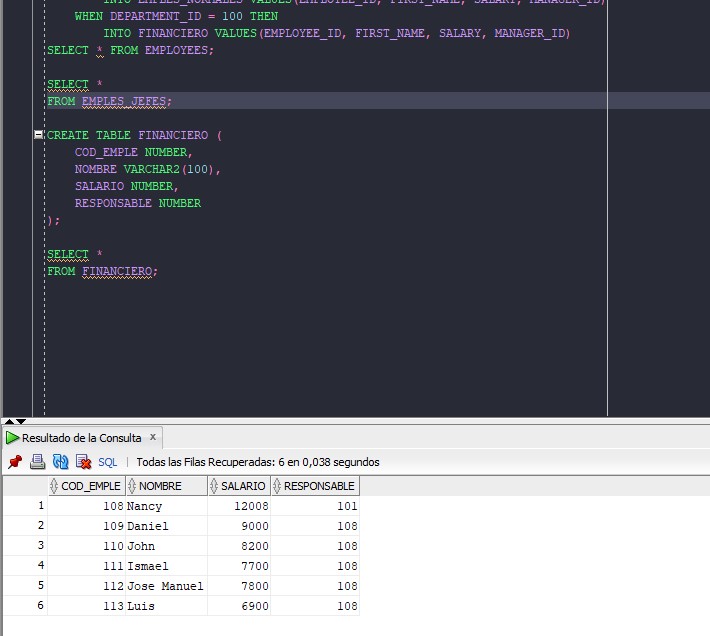 INTO EMPLES_NORMALES VALUES(EMPLOYEE_ID, FIRST_NAME, SALARY, MANAGER_ID)
WHEN DEPARTMENT_ID = 100 THEN
INTO FINANCIERO VALUES(EMPLOYEE_ID, FIRST_NAME, SALARY, MANAGER_ID)
SELECT * FROM EMPLOYEES;
SELECT *
FROM EMPLES_JEFES;
CREATE TABLE FINANCIERO (
COD_EMPLE NUMBER,
NOMBRE VARCHAR2(100),
SALARIO NUMBER,
RESPONSABLE NUMBER
);
SELECT *
FROM FINANCIERO;
Resultado de la Consulta x
SQL | Todas las Filas Recuperadas: 6 en 0,038 segundos
COD_EMPLE NOMBRE SALARIO RESPONSABLE
1 108 Nancy 12008 101
2 109 Daniel 9000 108
3 110 John 8200 108
4 111 Ismael 7700 108
5 112 Jose Manuel 7800 108
6 113 Luis 6900 108